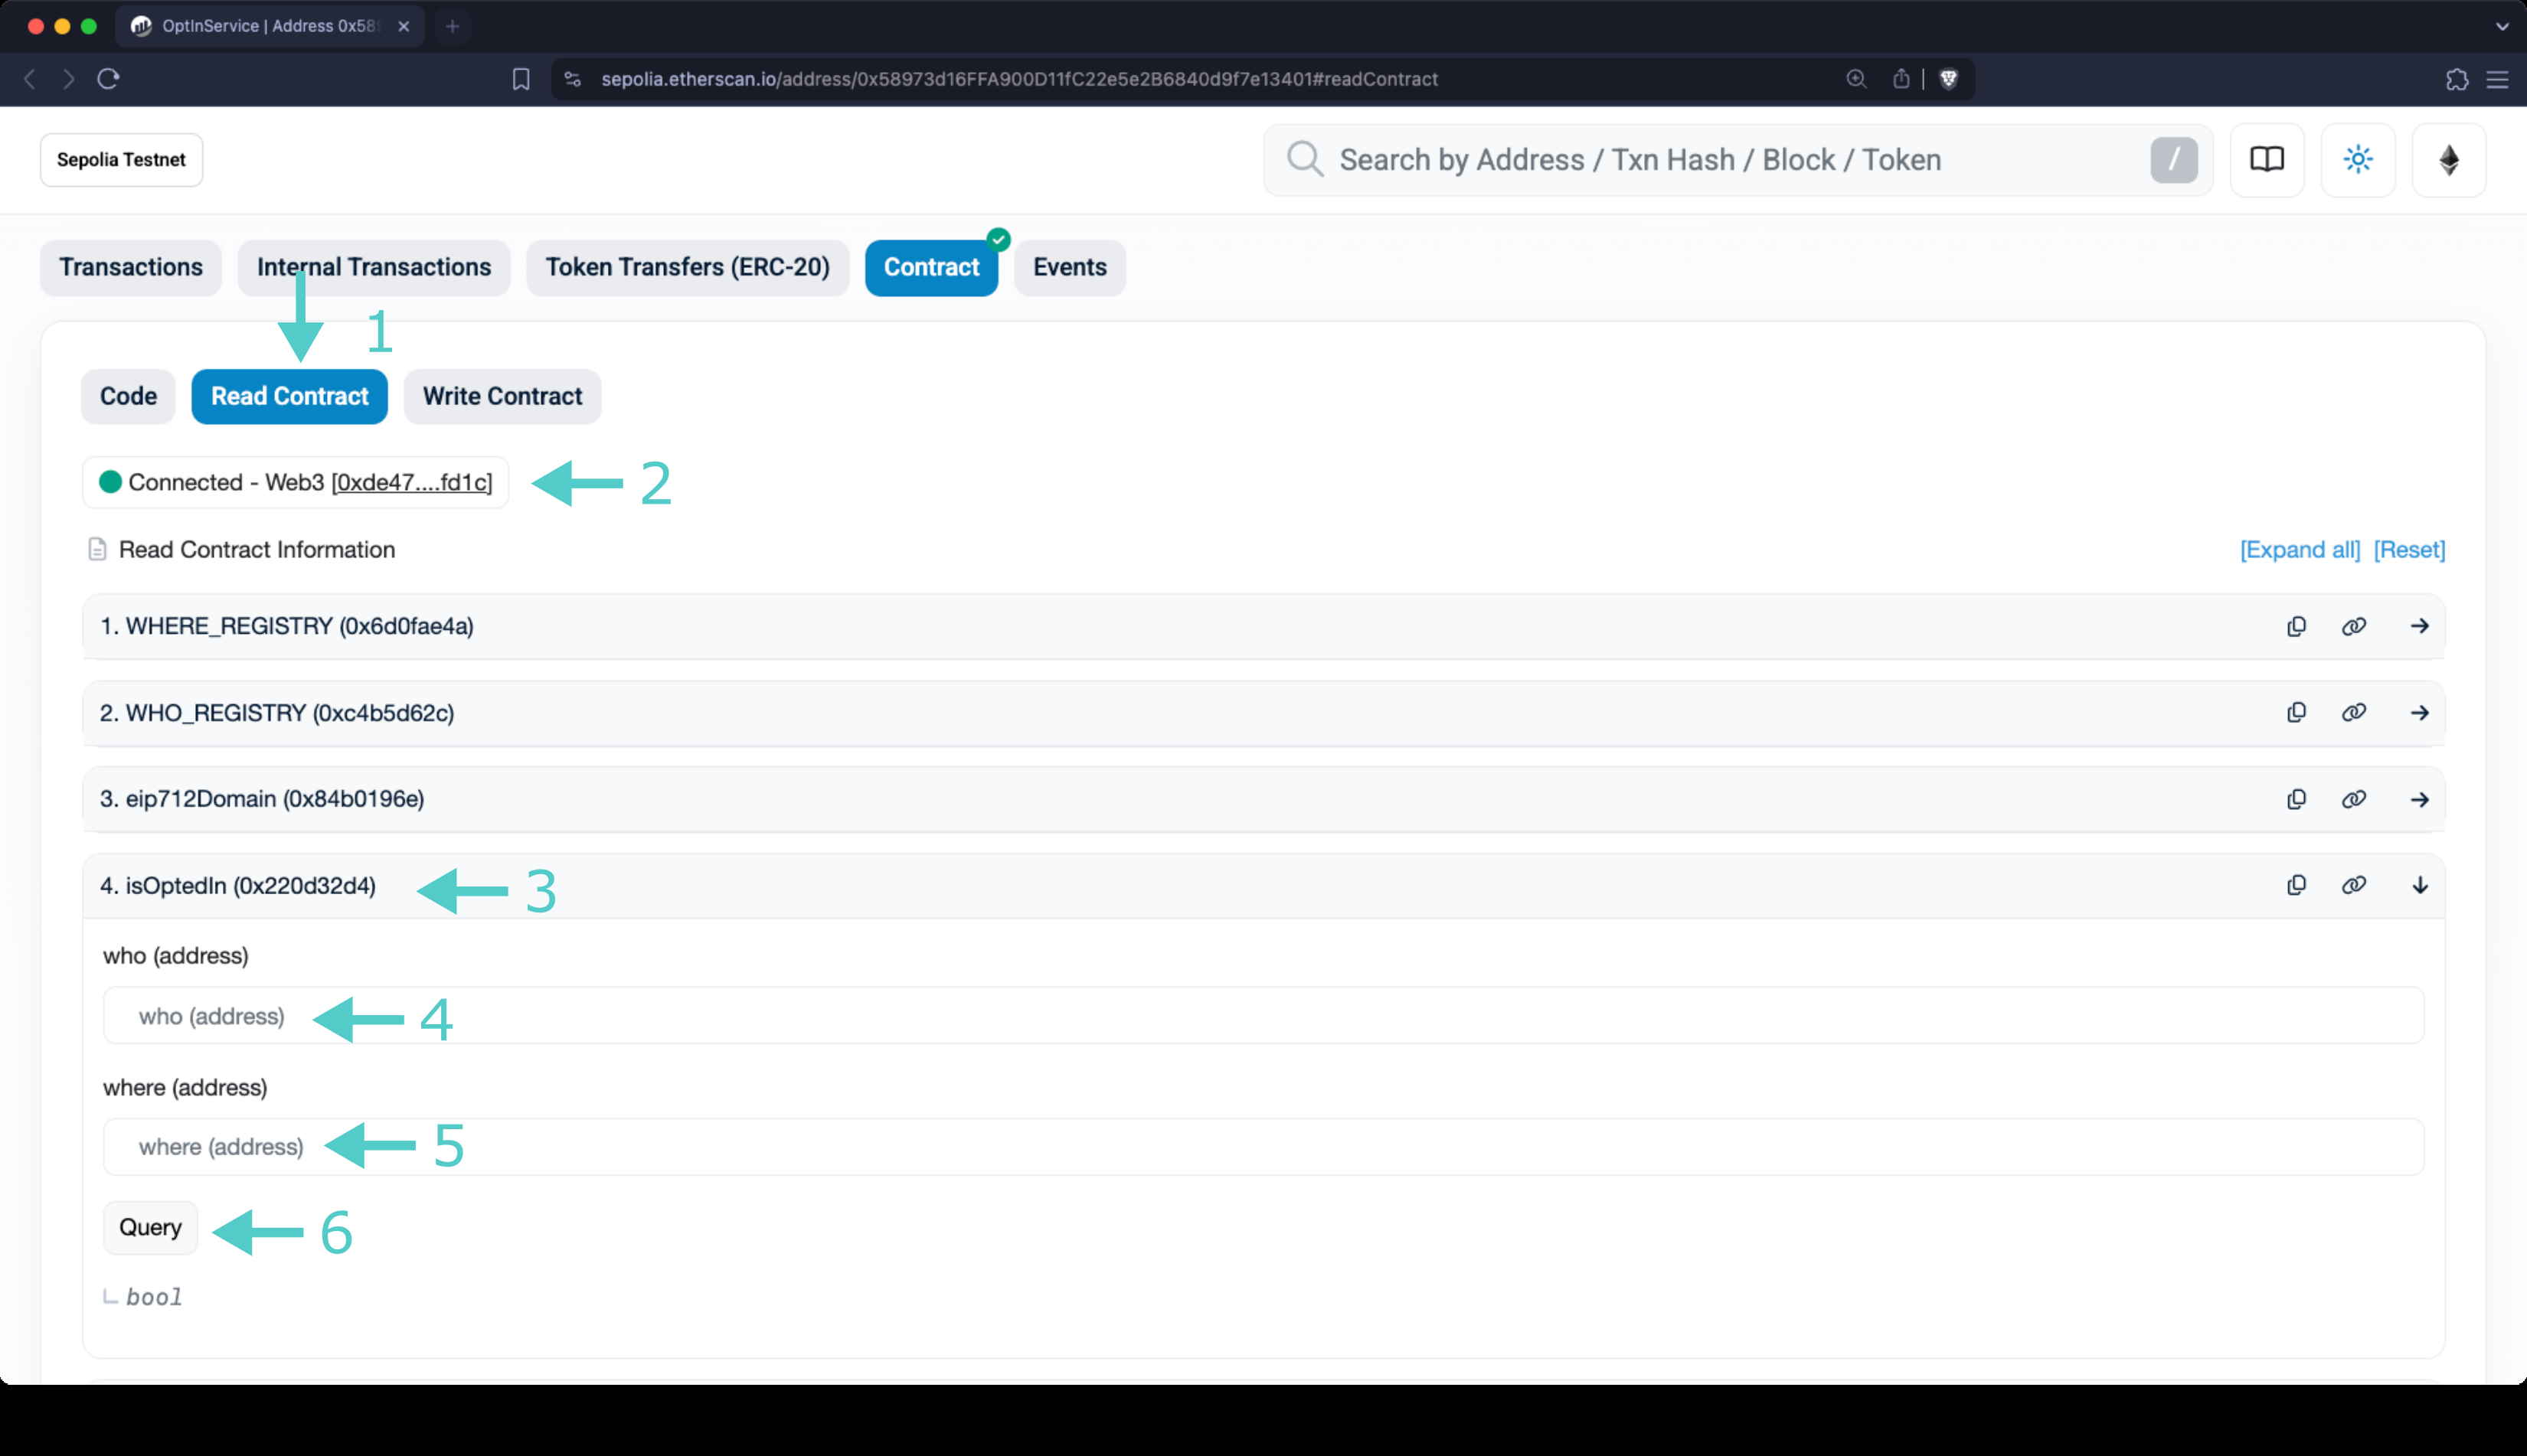 OptInService | Address 0x58
sepolia.etherscan.io/address/0x58973d16FFA900D11fC22e5e2B6840d9f7e13401#readContract
Sepolia Testnet
Search by Address / Txn Hash / Block / Token
/
Transactions
Internal Transactions
Token Transfers (ERC-20)
Contract
Events
1
Code
Read Contract
Write Contract
Connected - Web3 [0xde47....fd1c]
2
Read Contract Information
[Expand all]
[Reset]
1. WHERE_REGISTRY (0x6d0fae4a)
2. WHO_REGISTRY (0xc4b5d62c)
3. eip712Domain (0x84b0196e)
4. isOptedIn (0x220d32d4)
3
who (address)
who (address)
4
where (address)
where (address)
5
Query
6
bool